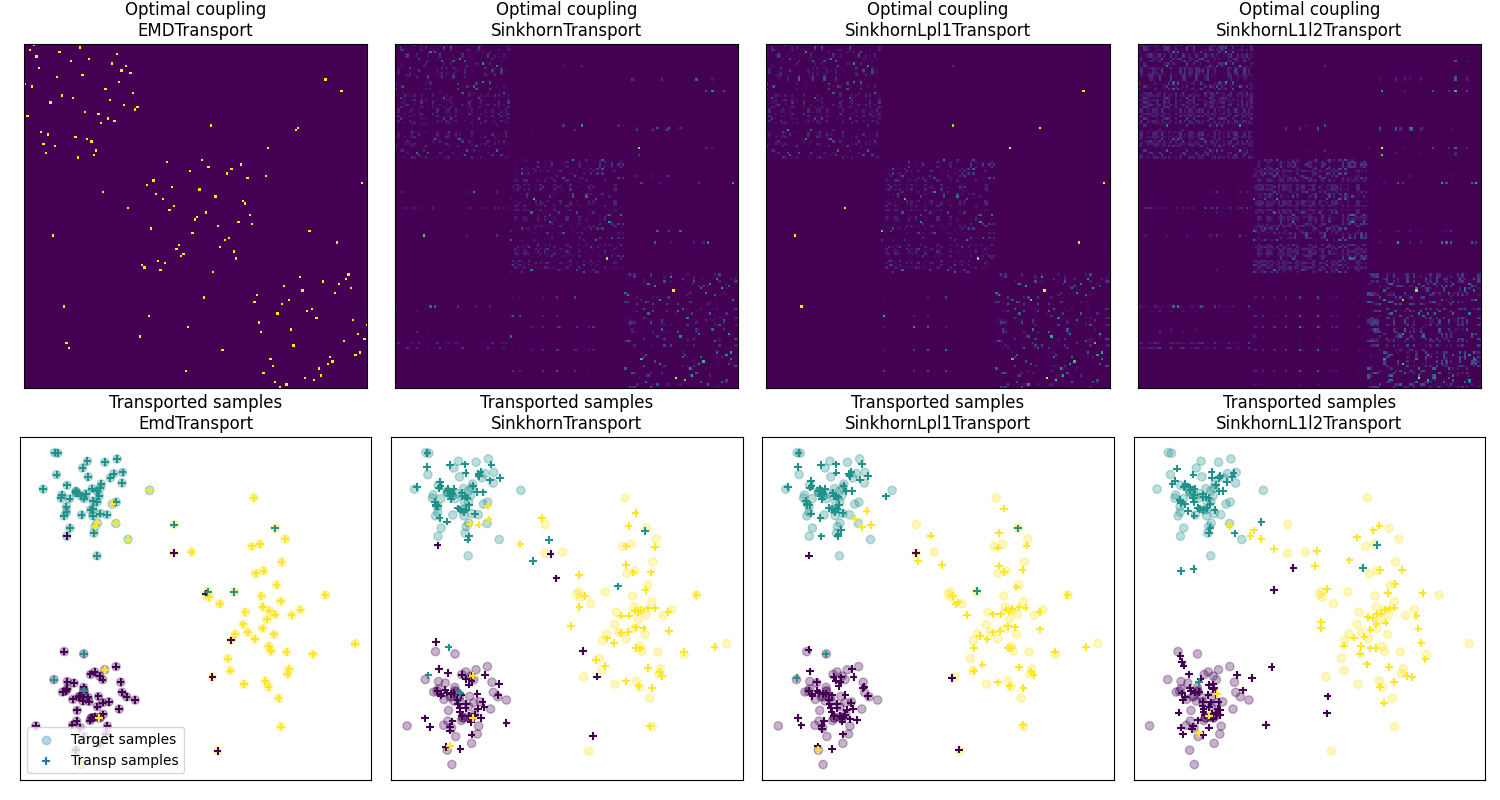 Optimal coupling
EMDTransport
Optimal coupling
SinkhornTransport
Optimal coupling
SinkhornLpl1Transport
Optimal coupling
SinkhornL1l2Transport
Transported samples
EmdTransport
Transported samples
SinkhornTransport
Transported samples
SinkhornLpl1Transport
Transported samples
SinkhornL1l2Transport
Target samples
Transp samples